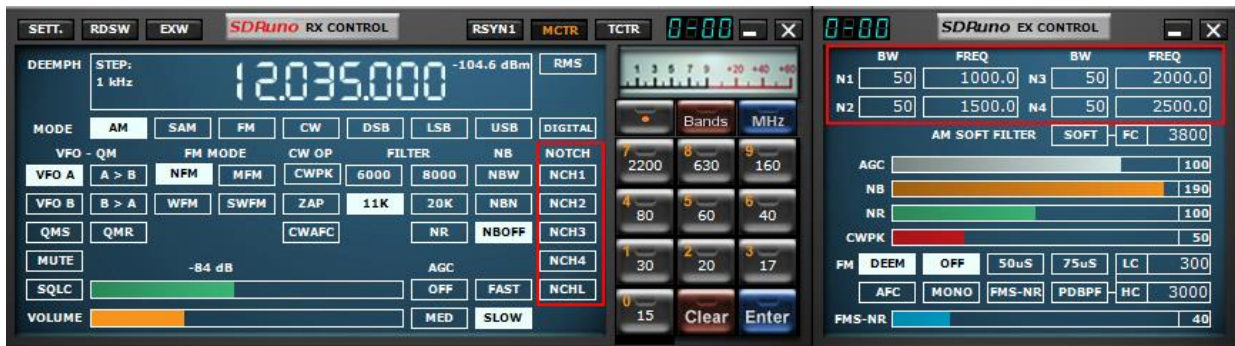 SETT. RDSW EXW SDRuno RX CONTROL RSYN1 MCTR TCTR 0-00
DEEMPH STEP: 1 kHz 12.035.000 -104.6 dBm RMS
MODE AM SAM FM CW DSB LSB USB DIGITAL
VFO - QM FM MODE CW OP FILTER NB NOTCH
VFO A A > B NFM MFM CWPK 6000 8000 NBW NCH1
VFO B B > A WFM SWFM ZAP 11K 20K NBN NCH2
QMS QMR CWAFC NR NBOFF NCH3
MUTE -84 dB AGC NCH4
SQLC OFF FAST NCHL
VOLUME MED SLOW
1 3 5 7 9 +20 +40 +60
Bands MHz
7 2200 8 630 9 160
4 80 5 60 6 40
1 30 2 20 3 17
0 15 Clear Enter
0-00 SDRuno EX CONTROL
BW FREQ BW FREQ
N1 50 1000.0 N3 50 2000.0
N2 50 1500.0 N4 50 2500.0
AM SOFT FILTER SOFT FC 3800
AGC 100
NB 190
NR 100
CWPK 50
FM DEEM OFF 50uS 75uS LC 300
AFC MONO FMS-NR PDBPF HC 3000
FMS-NR 40